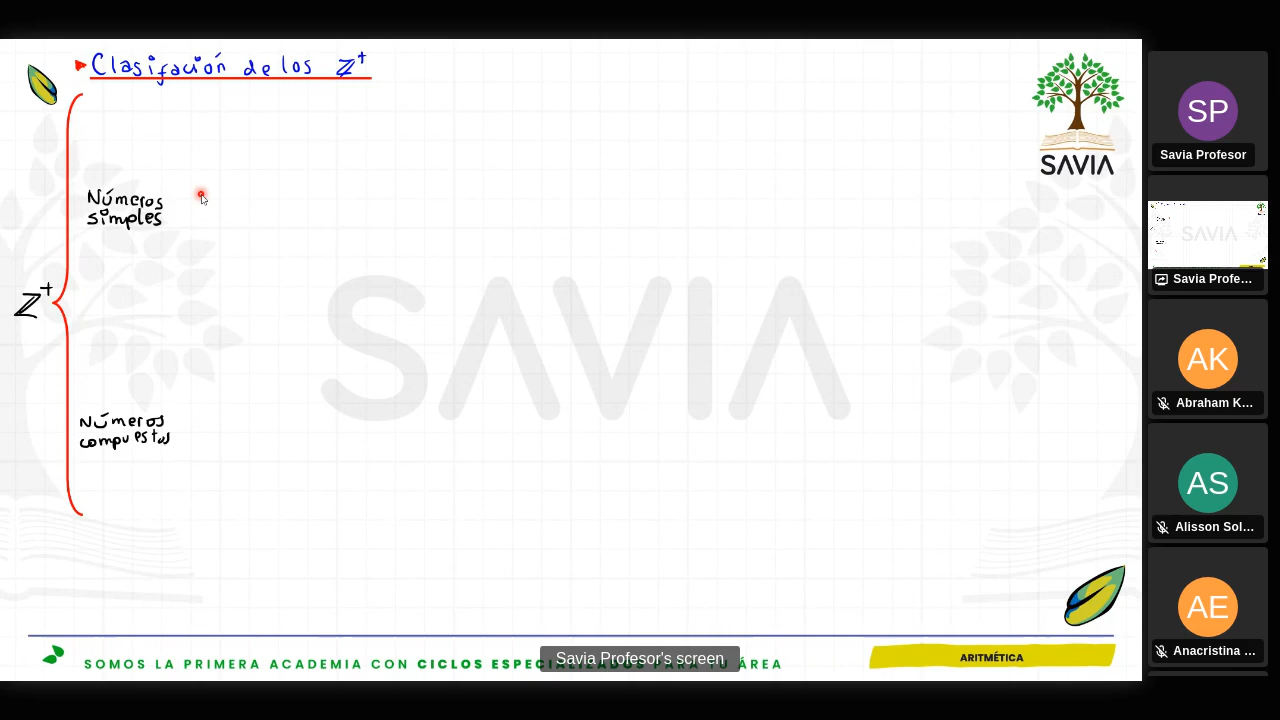 Clasifación de los ℤ⁺
Números
simples
ℤ⁺
Números
compuestos
SAVIA
SAVIA
SOMOS LA PRIMERA ACADEMIA CON CICLOS ESPECIALIZADOS PARA TU ÁREA
Savia Profesor's screen
ARITMÉTICA
SP
Savia Profesor
Savia Profe...
AK
Abraham K...
AS
Alisson Sol...
AE
Anacristina ...